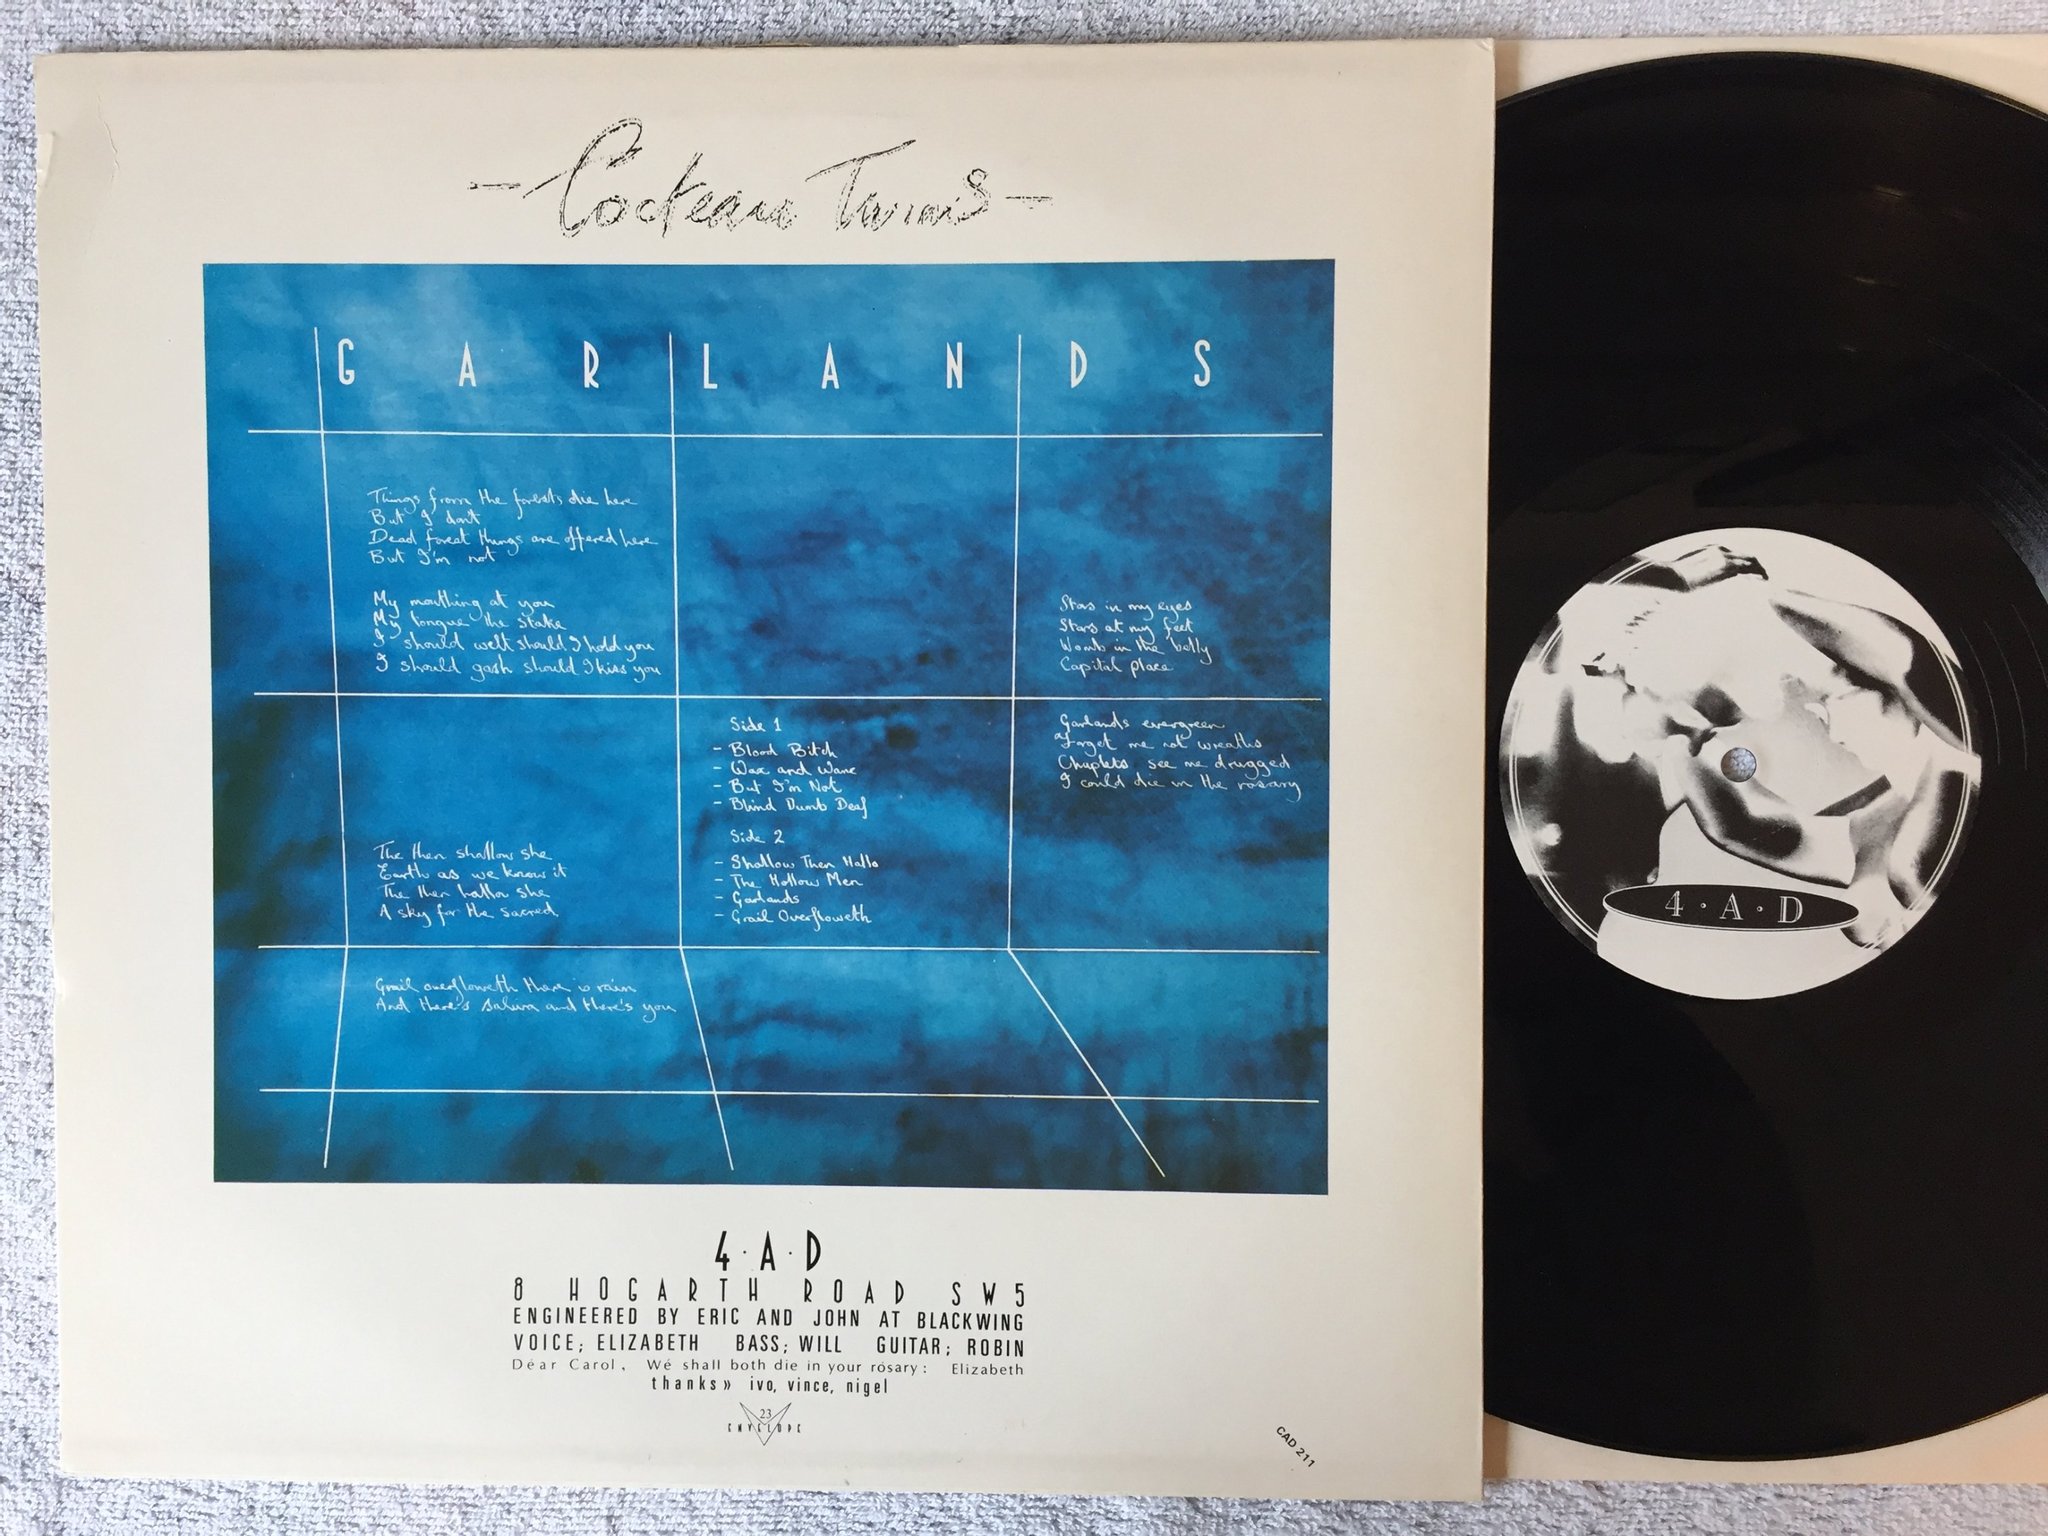 - Cocteau Twins -
GARLANDS
Things from the forests die here
But I don't
Dead forest things are offered here
But I'm not
My mouthing at you
My tongue the stake
I should welt should I hold you
I should gash should I kiss you
Stars in my eyes
Stars at my feet
Womb in the belly
Capital place
The then shallow she
Earth as we know it
The then hallow she
A sky for the sacred
Side 1
- Blood Bitch
- Wax and Wane
- But I'm Not
- Blind Dumb Deaf
Side 2
- Shallow Then Hallo
- The Hollow Men
- Garlands
- Grail Overfloweth
Garlands evergreen
Forget me not wreaths
Chaplets see me drugged
I could die in the rosary
Grail overfloweth there is rain
And there's saliva and there's you
4·A·D
8 HOGARTH ROAD SW5
ENGINEERED BY ERIC AND JOHN AT BLACKWING
VOICE; ELIZABETH BASS; WILL GUITAR; ROBIN
Déar Carol, Wé shall both die in your rosary: Elizabeth
thanks» ivo, vince, nigel
23
ENVELOPE
CAD 211
4·A·D